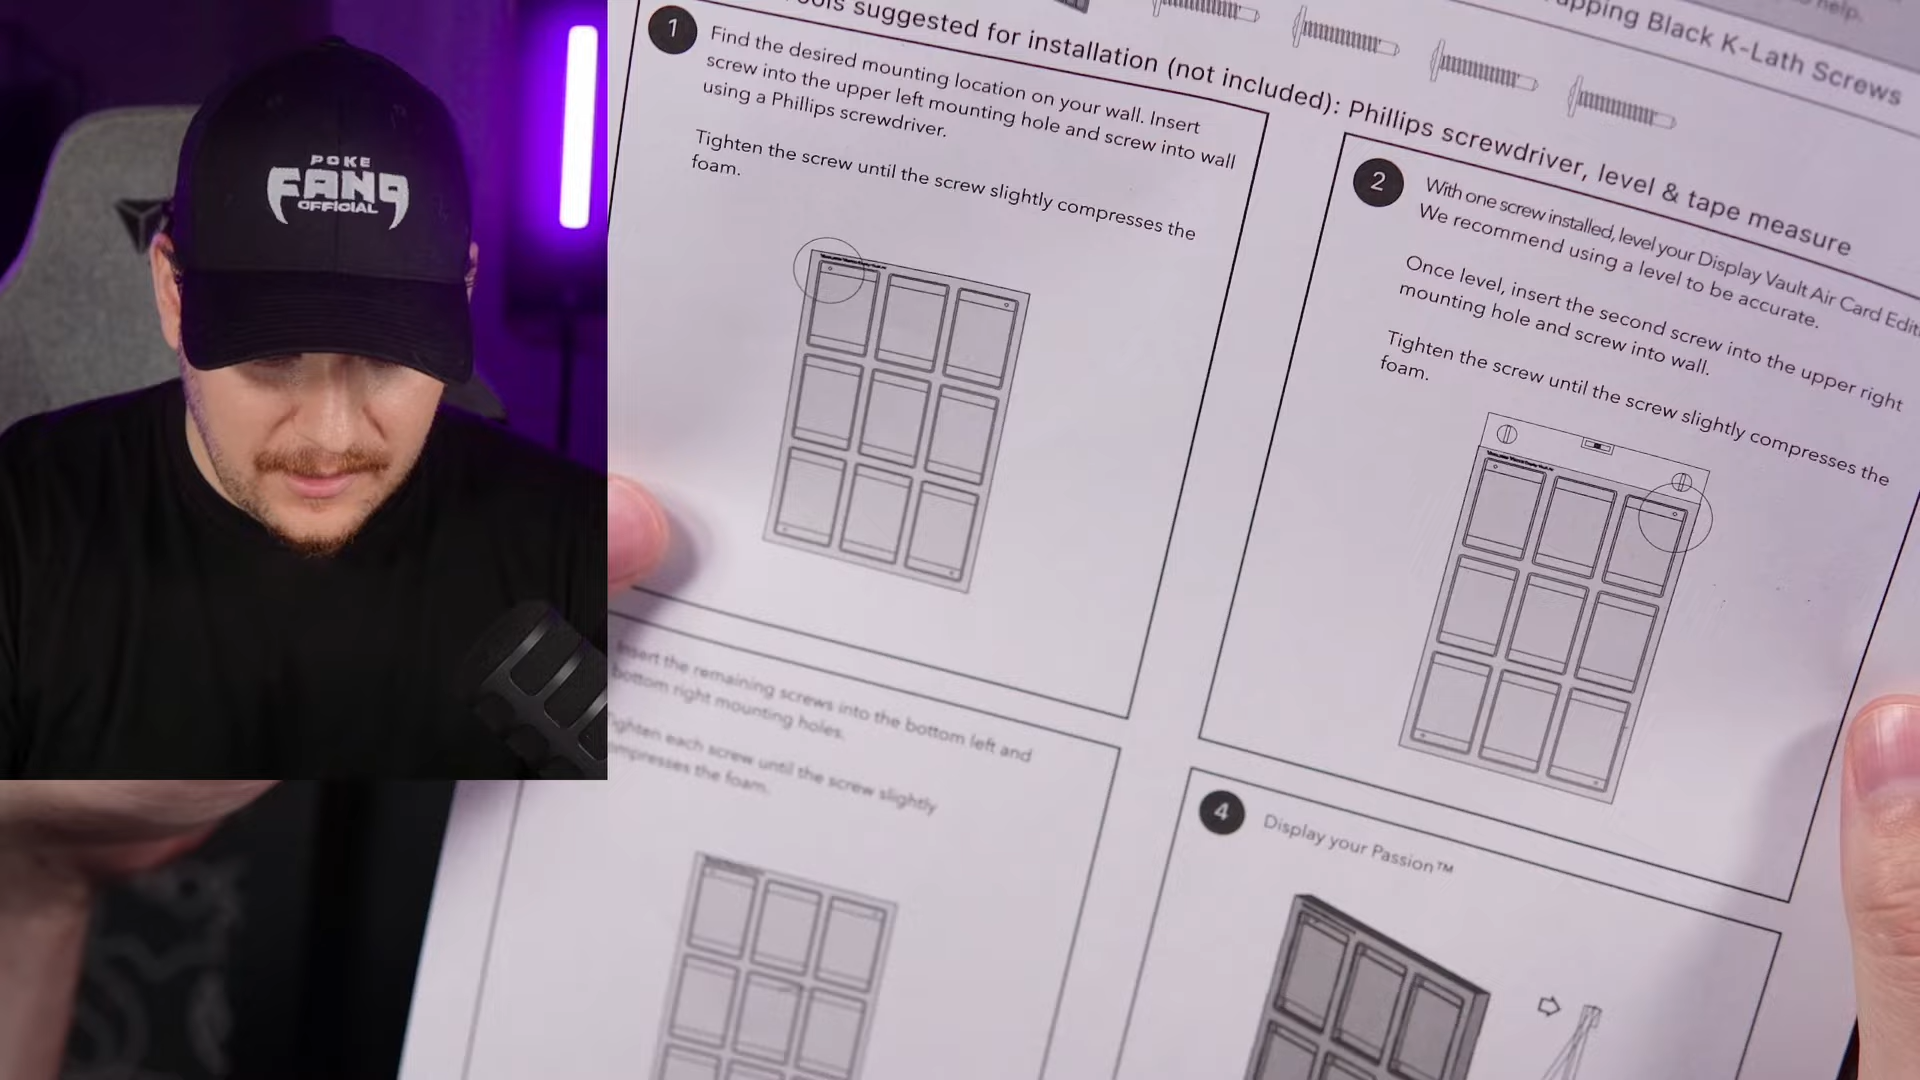 POKE
FANG
OFFICIAL
help.
pping Black K-Lath Screws
ools suggested for installation (not included): Phillips screwdriver, level & tape measure
1
Find the desired mounting location on your wall. Insert
screw into the upper left mounting hole and screw into wall
using a Phillips screwdriver.
Tighten the screw until the screw slightly compresses the
foam.
2
With one screw installed, level your Display Vault Air Card Edit
We recommend using a level to be accurate.
Once level, insert the second screw into the upper right
mounting hole and screw into wall.
Tighten the screw until the screw slightly compresses the
foam.
Insert the remaining screws into the bottom left and
bottom right mounting holes.
Tighten each screw until the screw slightly
compresses the foam.
4
Display your Passion™